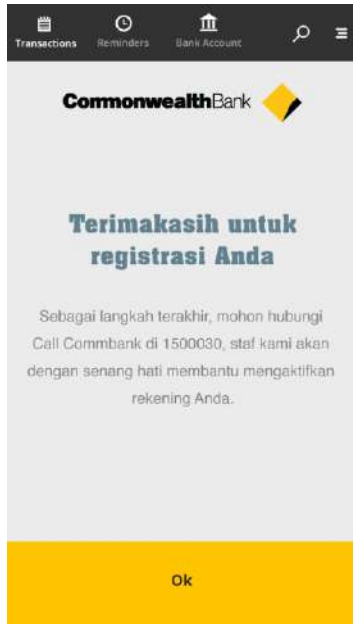 Transactions Reminders Bank Account
CommonwealthBank
Terimakasih untuk
registrasi Anda
Sebagai langkah terakhir, mohon hubungi
Call Commbank di 1500030, staf kami akan
dengan senang hati membantu mengaktifkan
rekening Anda.
Ok